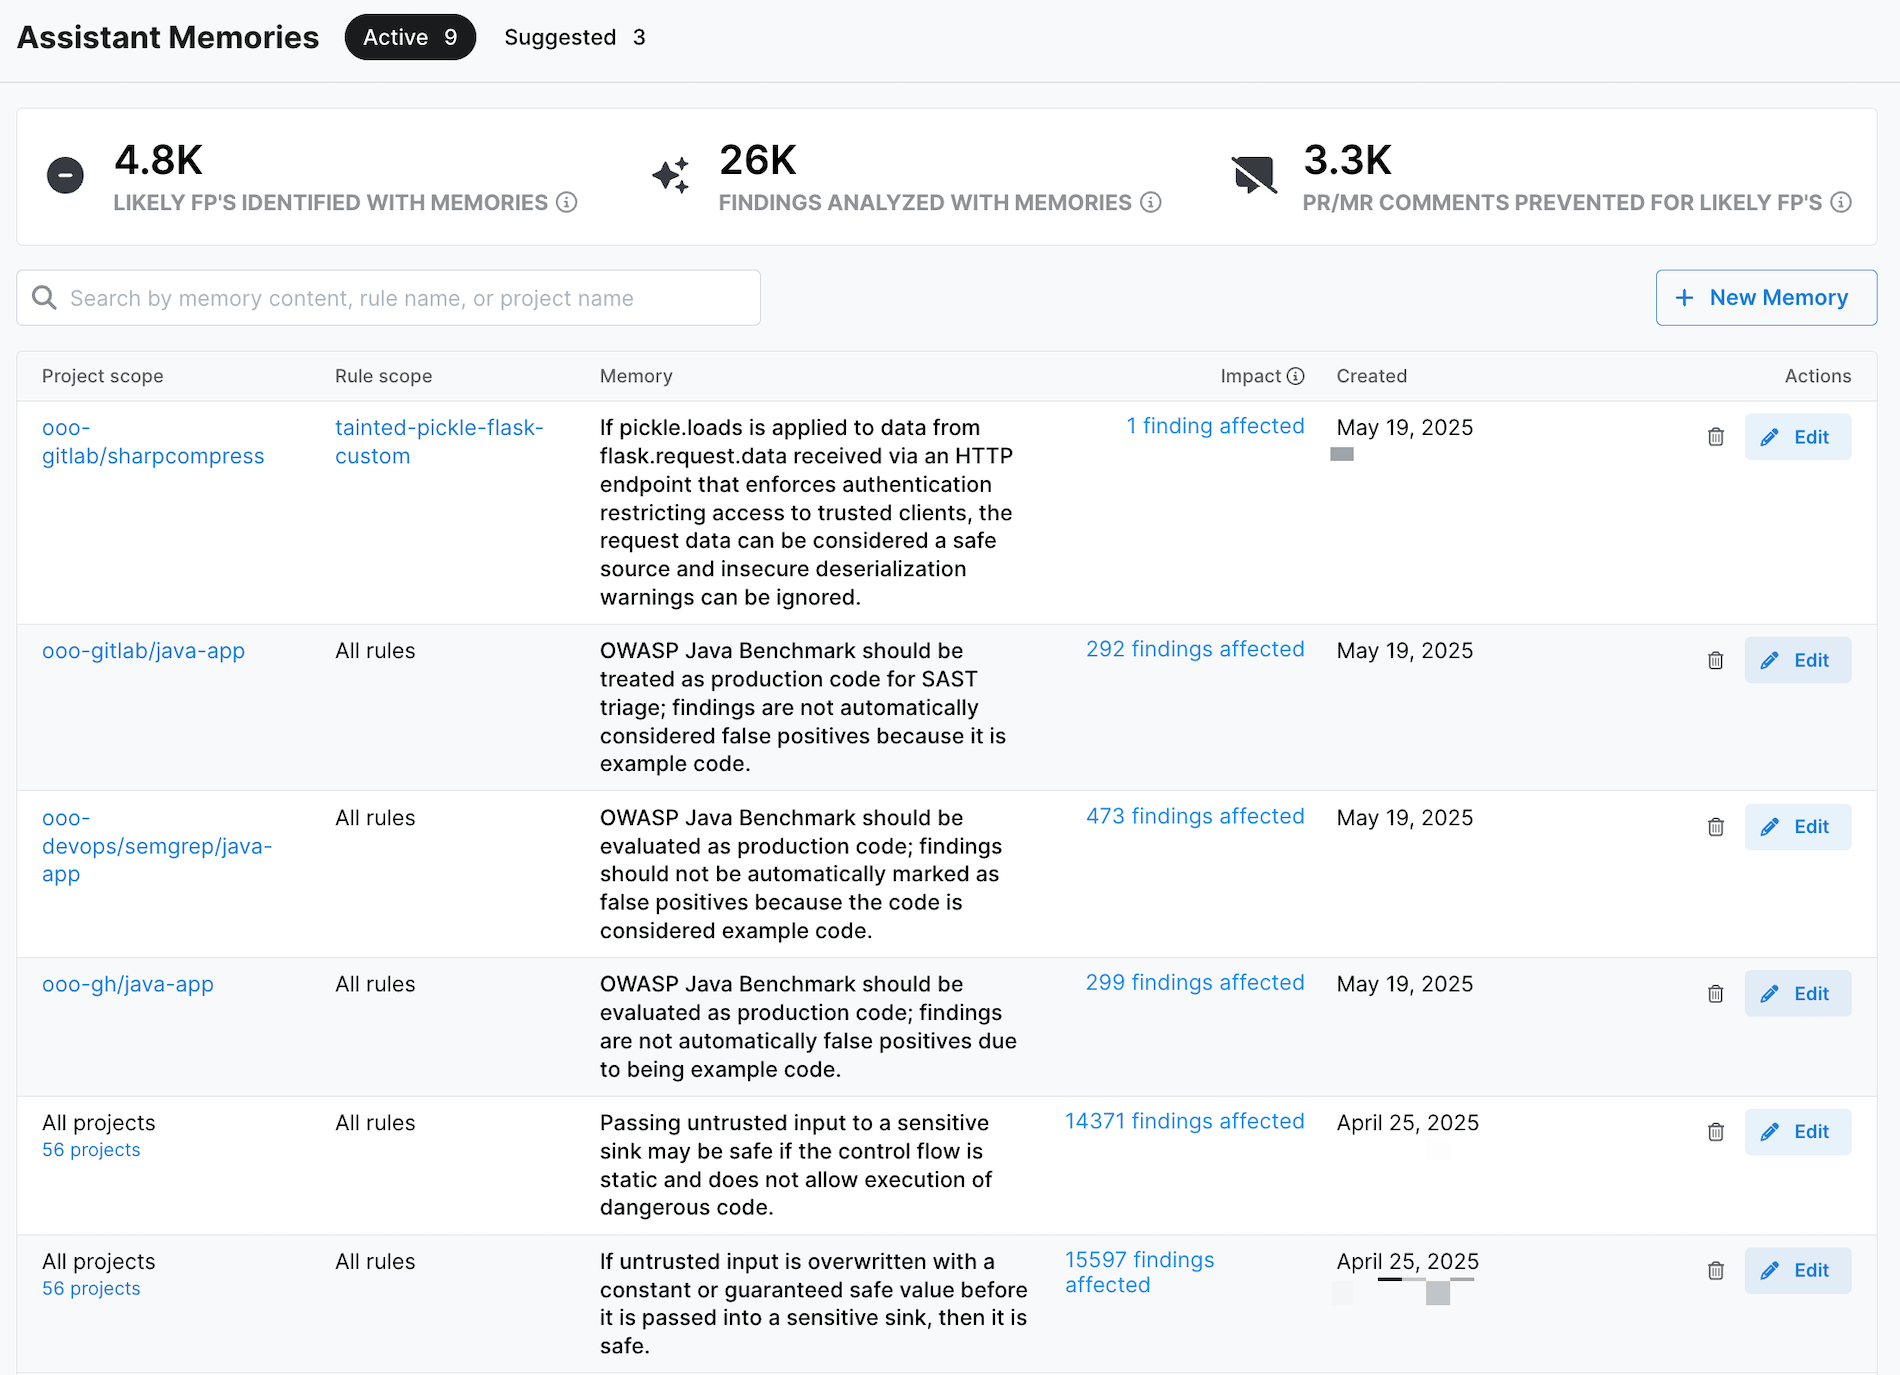 Assistant Memories Active 9 Suggested 3
4.8K
LIKELY FP'S IDENTIFIED WITH MEMORIES
26K
FINDINGS ANALYZED WITH MEMORIES
3.3K
PR/MR COMMENTS PREVENTED FOR LIKELY FP'S
Search by memory content, rule name, or project name
+ New Memory
Project scope Rule scope Memory Impact Created Actions
ooo-
gitlab/sharpcompress
tainted-pickle-flask-
custom
If pickle.loads is applied to data from
flask.request.data received via an HTTP
endpoint that enforces authentication
restricting access to trusted clients, the
request data can be considered a safe
source and insecure deserialization
warnings can be ignored.
1 finding affected
May 19, 2025
Edit
ooo-gitlab/java-app
All rules
OWASP Java Benchmark should be
treated as production code for SAST
triage; findings are not automatically
considered false positives because it is
example code.
292 findings affected
May 19, 2025
Edit
ooo-
devops/semgrep/java-
app
All rules
OWASP Java Benchmark should be
evaluated as production code; findings
should not be automatically marked as
false positives because the code is
considered example code.
473 findings affected
May 19, 2025
Edit
ooo-gh/java-app
All rules
OWASP Java Benchmark should be
evaluated as production code; findings
are not automatically false positives due
to being example code.
299 findings affected
May 19, 2025
Edit
All projects
56 projects
All rules
Passing untrusted input to a sensitive
sink may be safe if the control flow is
static and does not allow execution of
dangerous code.
14371 findings affected
April 25, 2025
Edit
All projects
56 projects
All rules
If untrusted input is overwritten with a
constant or guaranteed safe value before
it is passed into a sensitive sink, then it is
safe.
15597 findings
affected
April 25, 2025
Edit